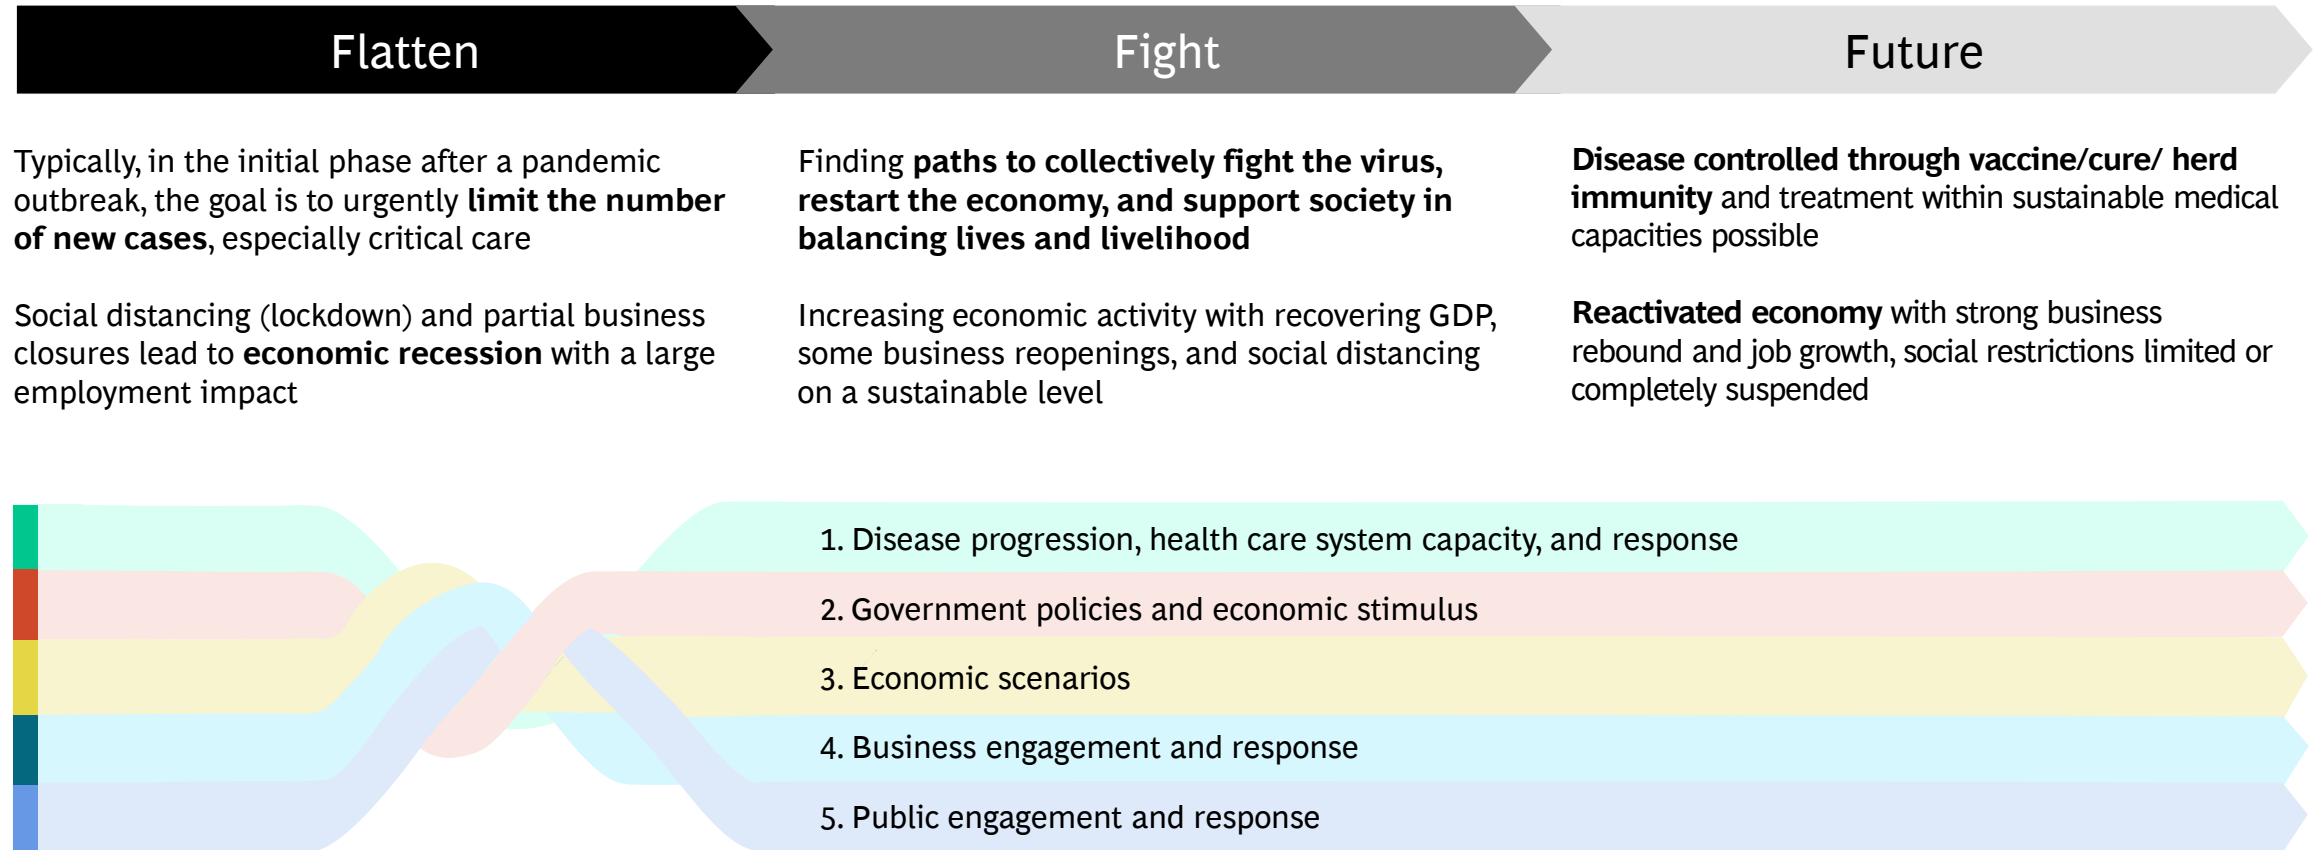 Flatten
Fight
Future
Typically, in the initial phase after a pandemic
outbreak, the goal is to urgently limit the number
of new cases, especially critical care
Social distancing (lockdown) and partial business
closures lead to economic recession with a large
employment impact
Finding paths to collectively fight the virus,
restart the economy, and support society in
balancing lives and livelihood
Increasing economic activity with recovering GDP,
some business reopenings, and social distancing
on a sustainable level
Disease controlled through vaccine/cure/ herd
immunity and treatment within sustainable medical
capacities possible
Reactivated economy with strong business
rebound and job growth, social restrictions limited or
completely suspended
1. Disease progression, health care system capacity, and response
2. Government policies and economic stimulus
3. Economic scenarios
4. Business engagement and response
5. Public engagement and response